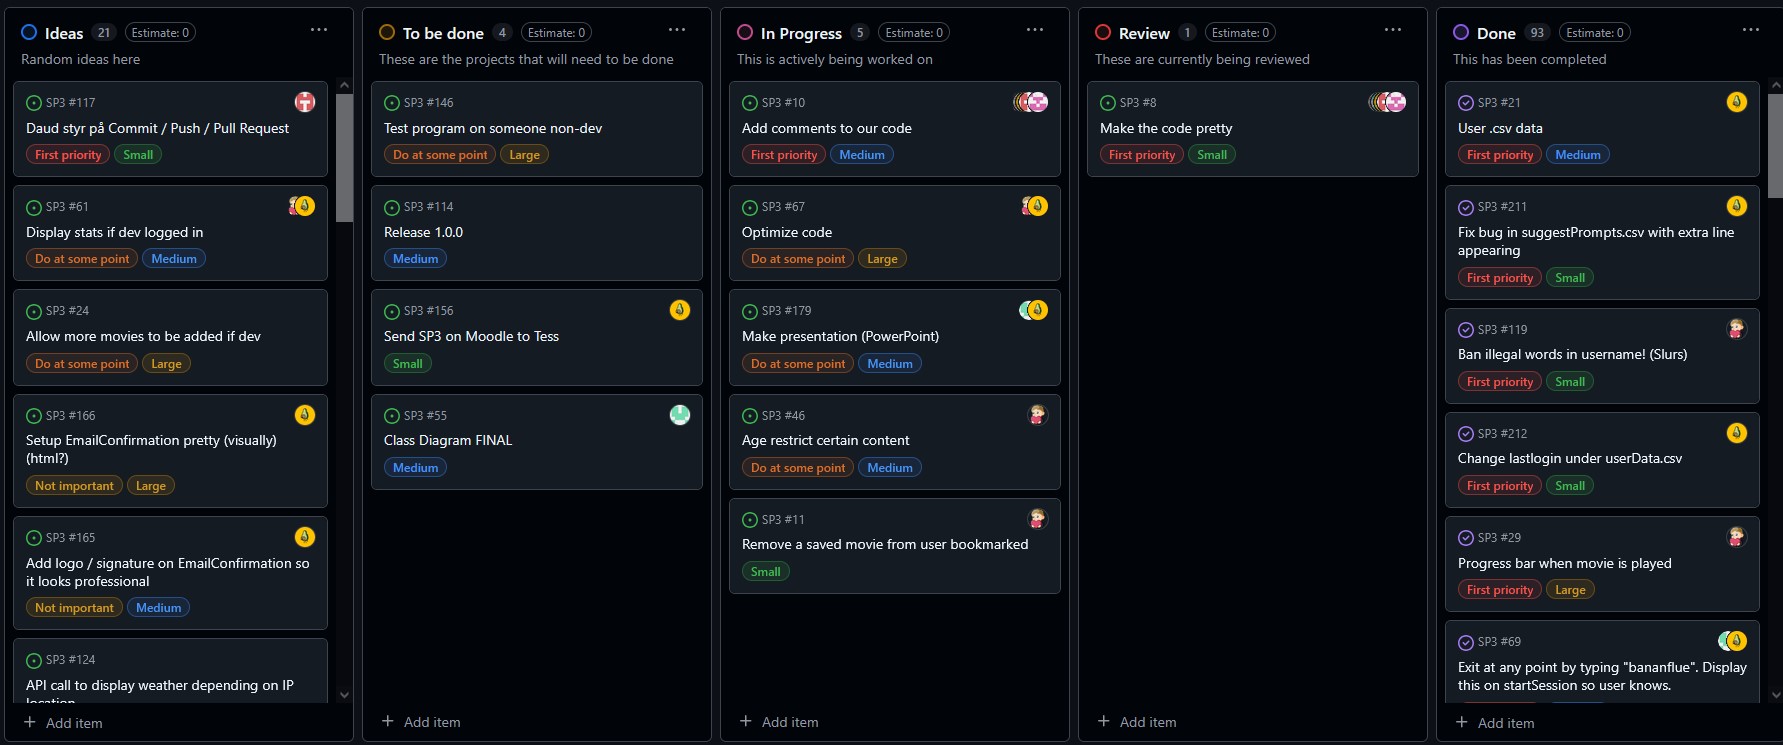 Ideas 21 Estimate: 0
Random ideas here
SP3 #117
Daud styr på Commit / Push / Pull Request
First priority Small
SP3 #61
Display stats if dev logged in
Do at some point Medium
SP3 #24
Allow more movies to be added if dev
Do at some point Large
SP3 #166
Setup EmailConfirmation pretty (visually)
(html?)
Not important Large
SP3 #165
Add logo / signature on EmailConfirmation so
it looks professional
Not important Medium
SP3 #124
API call to display weather depending on IP
location
Add item
To be done 4 Estimate: 0
These are the projects that will need to be done
SP3 #146
Test program on someone non-dev
Do at some point Large
SP3 #114
Release 1.0.0
Medium
SP3 #156
Send SP3 on Moodle to Tess
Small
SP3 #55
Class Diagram FINAL
Medium
Add item
In Progress 5 Estimate: 0
This is actively being worked on
SP3 #10
Add comments to our code
First priority Medium
SP3 #67
Optimize code
Do at some point Large
SP3 #179
Make presentation (PowerPoint)
Do at some point Medium
SP3 #46
Age restrict certain content
Do at some point Medium
SP3 #11
Remove a saved movie from user bookmarked
Small
Add item
Review 1 Estimate: 0
These are currently being reviewed
SP3 #8
Make the code pretty
First priority Small
Add item
Done 93 Estimate: 0
This has been completed
SP3 #21
User .csv data
First priority Medium
SP3 #211
Fix bug in suggestPrompts.csv with extra line
appearing
First priority Small
SP3 #119
Ban illegal words in username! (Slurs)
First priority Small
SP3 #212
Change lastlogin under userData.csv
First priority Small
SP3 #29
Progress bar when movie is played
First priority Large
SP3 #69
Exit at any point by typing "bananflue". Display
this on startSession so user knows.
Add item